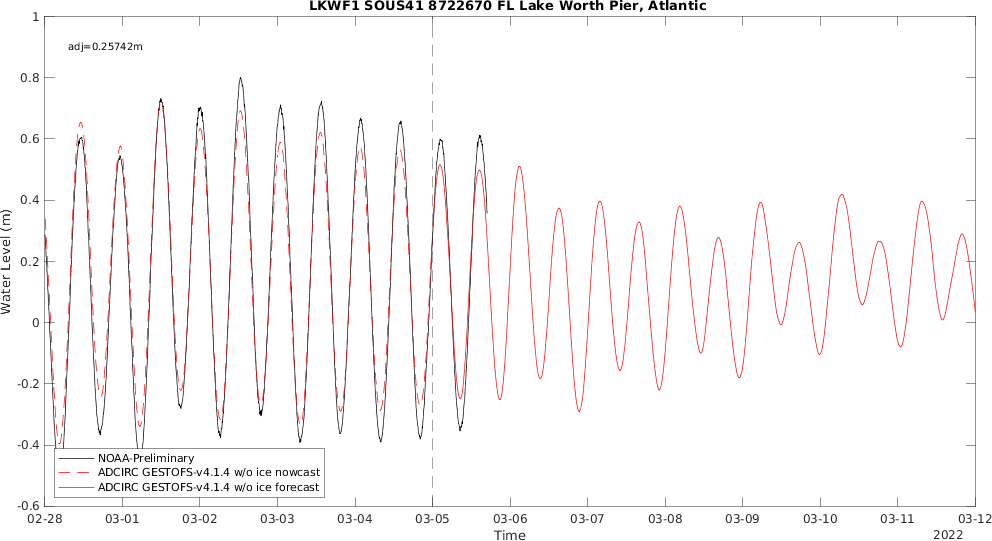 LKWF1 SOUS41 8722670 FL Lake Worth Pier, Atlantic
adj=0.25742m
1
0.8
0.6
0.4
0.2
0
-0.2
-0.4
-0.6
Water Level (m)
NOAA-Preliminary
ADCIRC GESTOFS-v4.1.4 w/o ice nowcast
ADCIRC GESTOFS-v4.1.4 w/o ice forecast
02-28 03-01 03-02 03-03 03-04 03-05 03-06 03-07 03-08 03-09 03-10 03-11 03-12
Time
2022